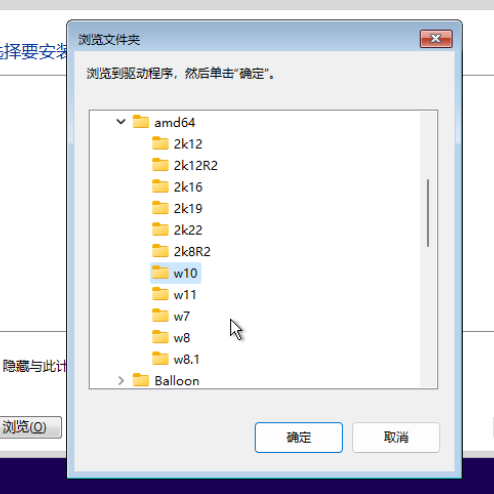 浏览文件夹
选择要安装
浏览到驱动程序，然后单击“确定”。
amd64
2k12
2k12R2
2k16
2k19
2k22
2k8R2
w10
w11
w7
w8
w8.1
Balloon
隐藏与此计
浏览(O)
确定
取消